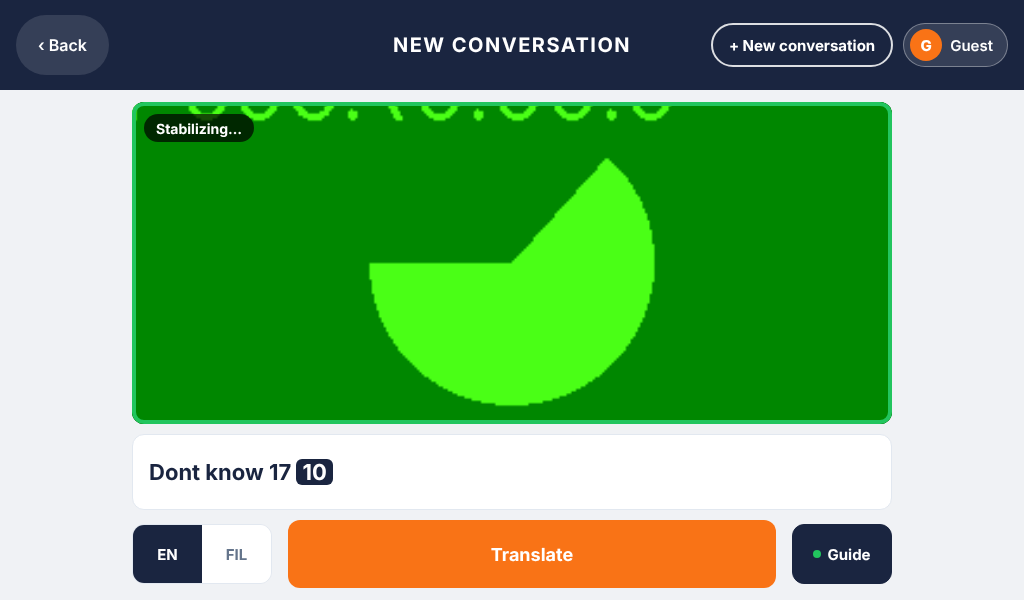 ‹ Back
NEW CONVERSATION
+ New conversation
G Guest
Stabilizing...
Dont know 17 10
EN FIL
Translate
Guide